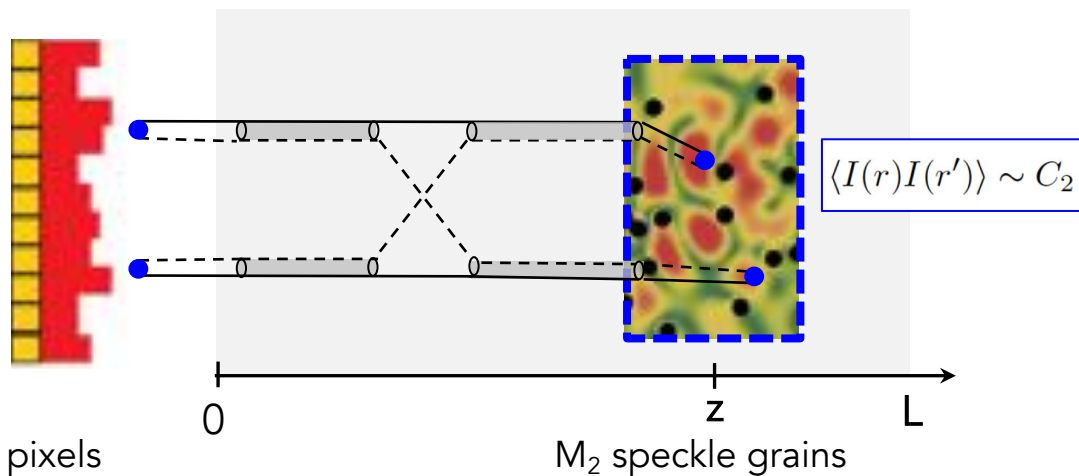 ⟨I(r)I(r′)⟩ ∼ C₂
0
z
L
pixels
M₂ speckle grains